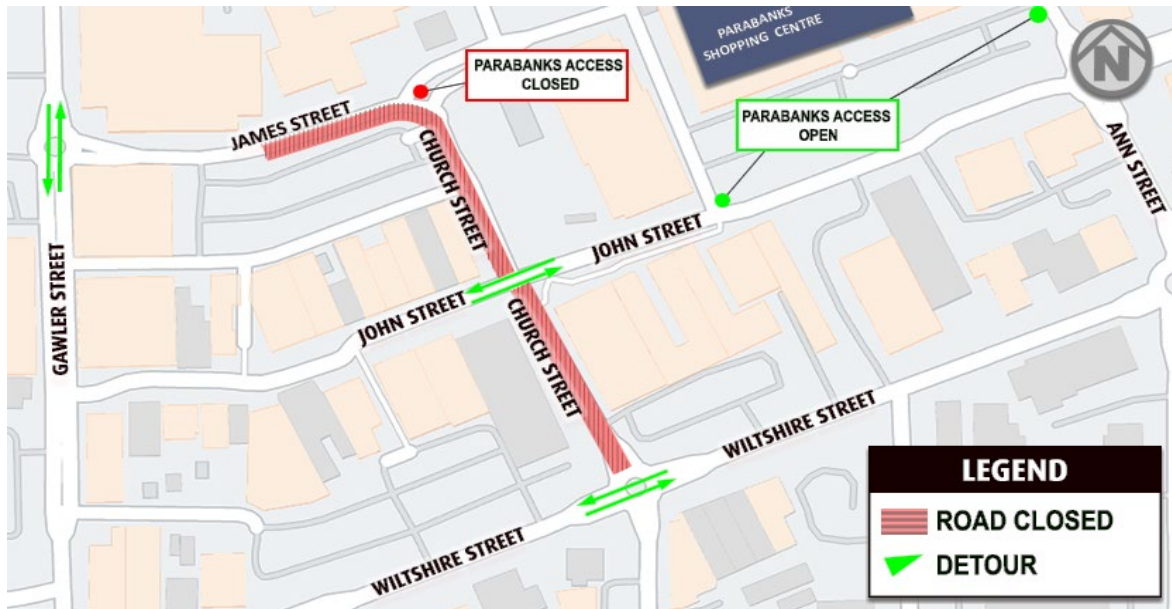 PARABANKS
SHOPPING CENTRE
N
PARABANKS ACCESS
CLOSED
PARABANKS ACCESS
OPEN
JAMES STREET
CHURCH STREET
ANN STREET
JOHN STREET
GAWLER STREET
JOHN STREET
CHURCH STREET
WILTSHIRE STREET
WILTSHIRE STREET
LEGEND
ROAD CLOSED
DETOUR